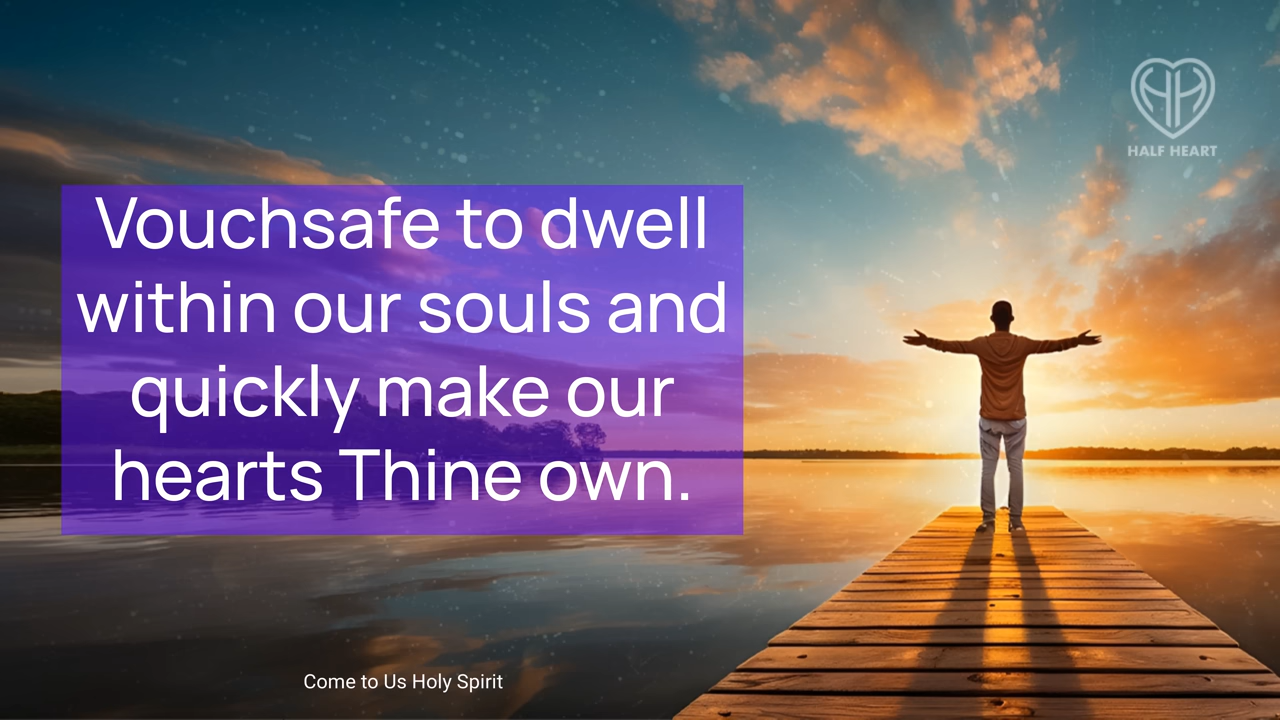 HALF HEART
Vouchsafe to dwell
within our souls and
quickly make our
hearts Thine own.
Come to Us Holy Spirit